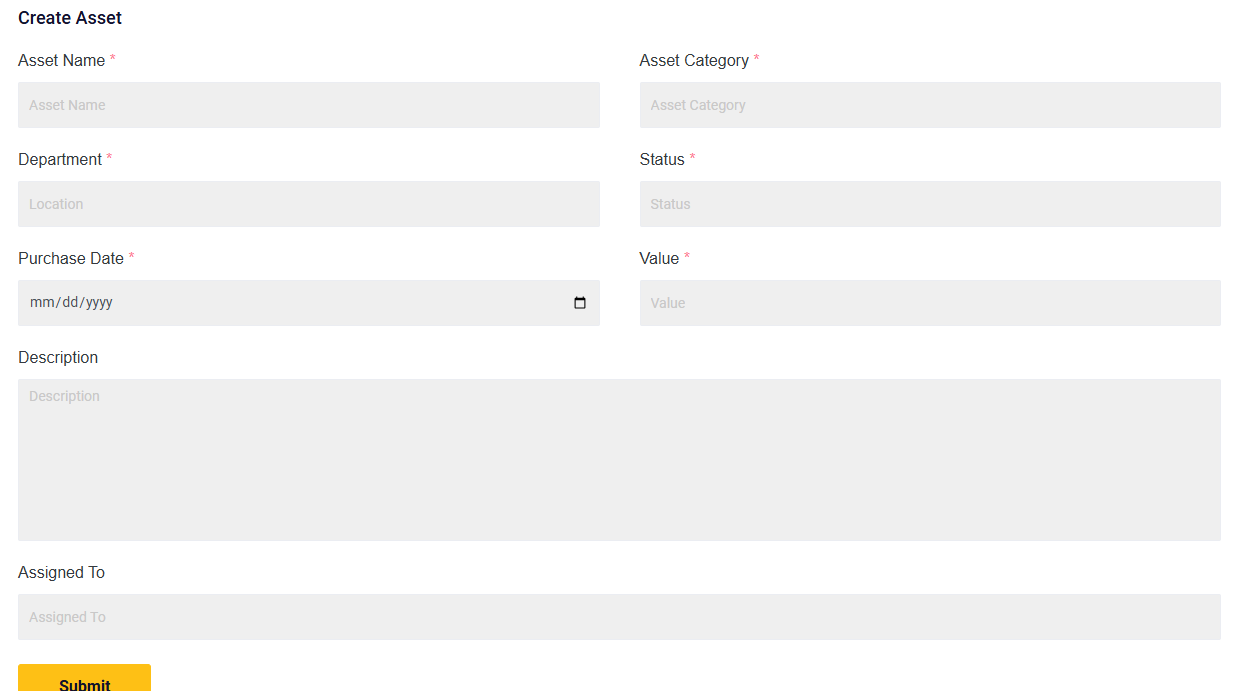 Create Asset
Asset Name * Asset Category *
Asset Name Asset Category
Department * Status *
Location Status
Purchase Date * Value *
mm/dd/yyyy Value
Description
Description
Assigned To
Assigned To
Submit